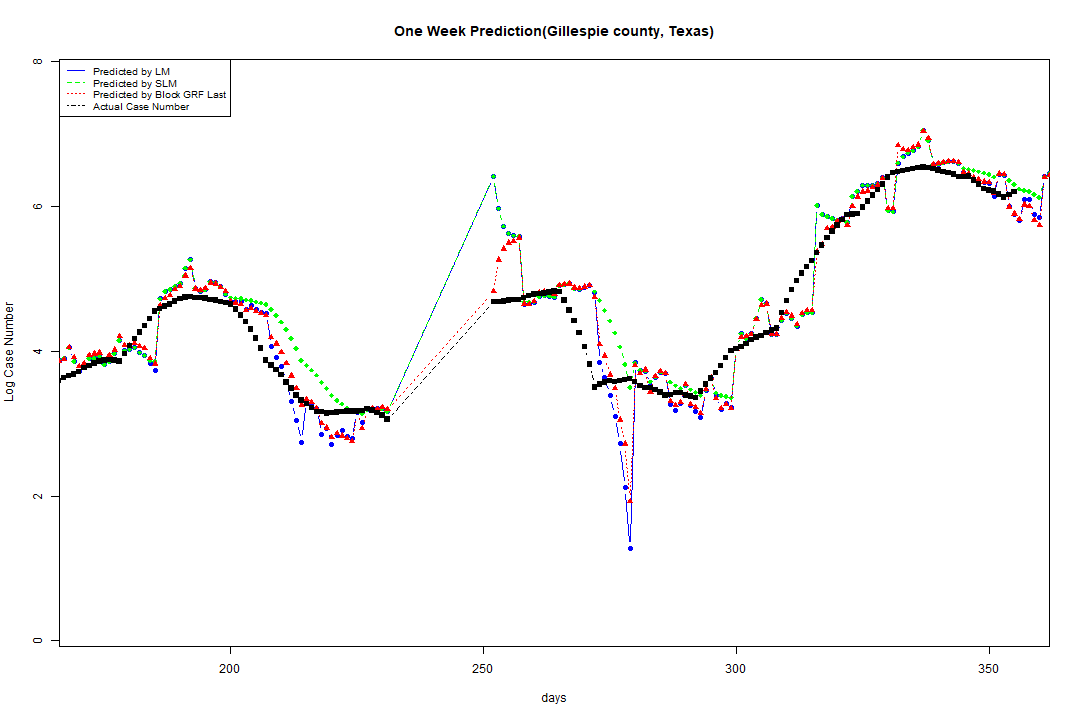 One Week Prediction(Gillespie county, Texas)
8
Predicted by LM
Predicted by SLM
Predicted by Block GRF Last
Actual Case Number
6
4
2
0
Log Case Number
200
250
300
350
days